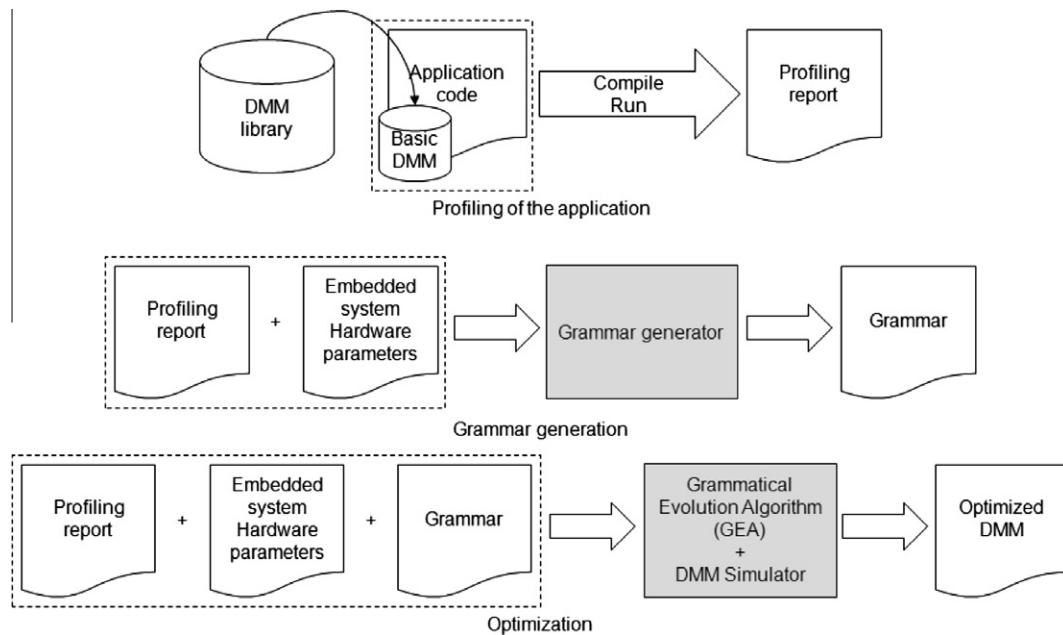 DMM
library
Application
code
Basic
DMM
Compile
Run
Profiling
report
Profiling of the application
Profiling
report
+
Embedded
system
Hardware
parameters
Grammar generator
Grammar
Grammar generation
Profiling
report
+
Embedded
system
Hardware
parameters
+
Grammar
Grammatical
Evolution Algorithm
(GEA)
+
DMM Simulator
Optimized
DMM
Optimization